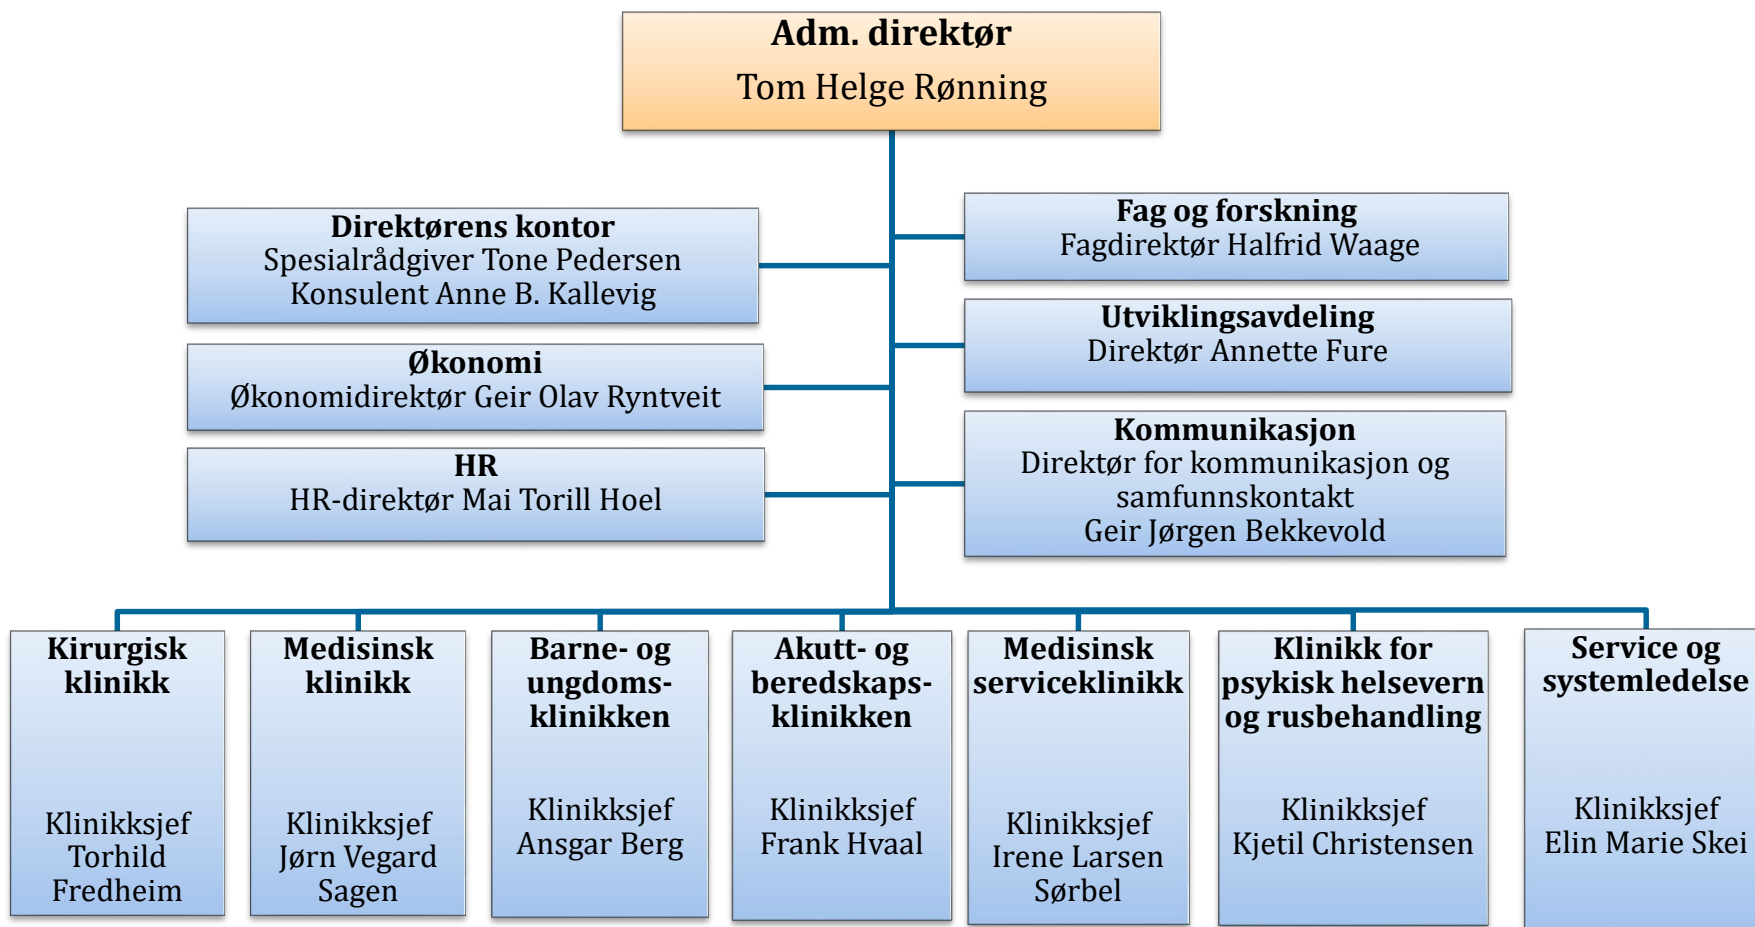 Adm. direktør
Tom Helge Rønning
Direktørens kontor
Spesialrådgiver Tone Pedersen
Konsulent Anne B. Kallevig
Fag og forskning
Fagdirektør Halfrid Waage
Utviklingsavdeling
Direktør Annette Fure
Økonomi
Økonomidirektør Geir Olav Ryntveit
Kommunikasjon
Direktør for kommunikasjon og
samfunnskontakt
Geir Jørgen Bekkevold
HR
HR-direktør Mai Torill Hoel
Kirurgisk
klinikk
Klinikksjef
Torhild
Fredheim
Medisinsk
klinikk
Klinikksjef
Jørn Vegard
Sagen
Barne- og
ungdoms-
klinikken
Klinikksjef
Ansgar Berg
Akutt- og
beredskaps-
klinikken
Klinikksjef
Frank Hvaal
Medisinsk
serviceklinikk
Klinikksjef
Irene Larsen
Sørbel
Klinikk for
psykisk helsevern
og rusbehandling
Klinikksjef
Kjetil Christensen
Service og
systemledelse
Klinikksjef
Elin Marie Skei